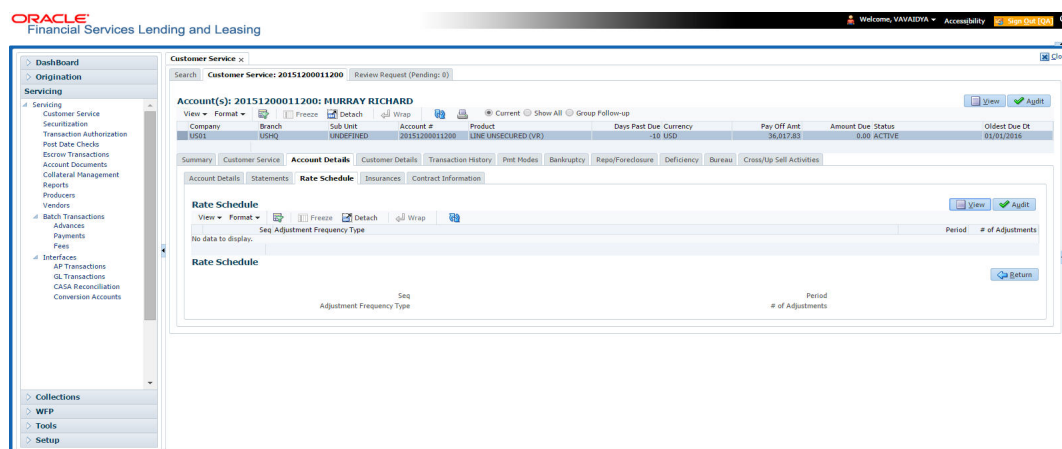 ORACLE
Financial Services Lending and Leasing
Welcome, VAVAIDYA
Accessibility
Sign Out [QA]
DashBoard
Origination
Servicing
Servicing
Customer Service
Securitization
Transaction Authorization
Post Date Checks
Escrow Transactions
Account Documents
Collateral Management
Reports
Producers
Vendors
Batch Transactions
Advances
Payments
Fees
Interfaces
AP Transactions
GL Transactions
CASA Reconciliation
Conversion Accounts
Collections
WFP
Tools
Setup
Customer Service x
Clo
Search Customer Service: 20151200011200 Review Request (Pending: 0)
Account(s): 20151200011200: MURRAY RICHARD
View Audit
View Format Freeze Detach Wrap Current Show All Group Follow-up
Company Branch Sub Unit Account # Product Days Past Due Currency Pay Off Amt Amount Due Status Oldest Due Dt
US01 USHQ UNDEFINED 20151200011200 LINE UNSECURED (VR) -10 USD 36,017.83 0.00 ACTIVE 01/01/2016
Summary Customer Service Account Details Customer Details Transaction History Pmt Modes Bankruptcy Repo/Foreclosure Deficiency Bureau Cross/Up Sell Activities
Account Details Statements Rate Schedule Insurances Contract Information
Rate Schedule
View Audit
View Format Freeze Detach Wrap
Seq Adjustment Frequency Type Period # of Adjustments
No data to display.
Rate Schedule
Return
Seq Period
Adjustment Frequency Type # of Adjustments